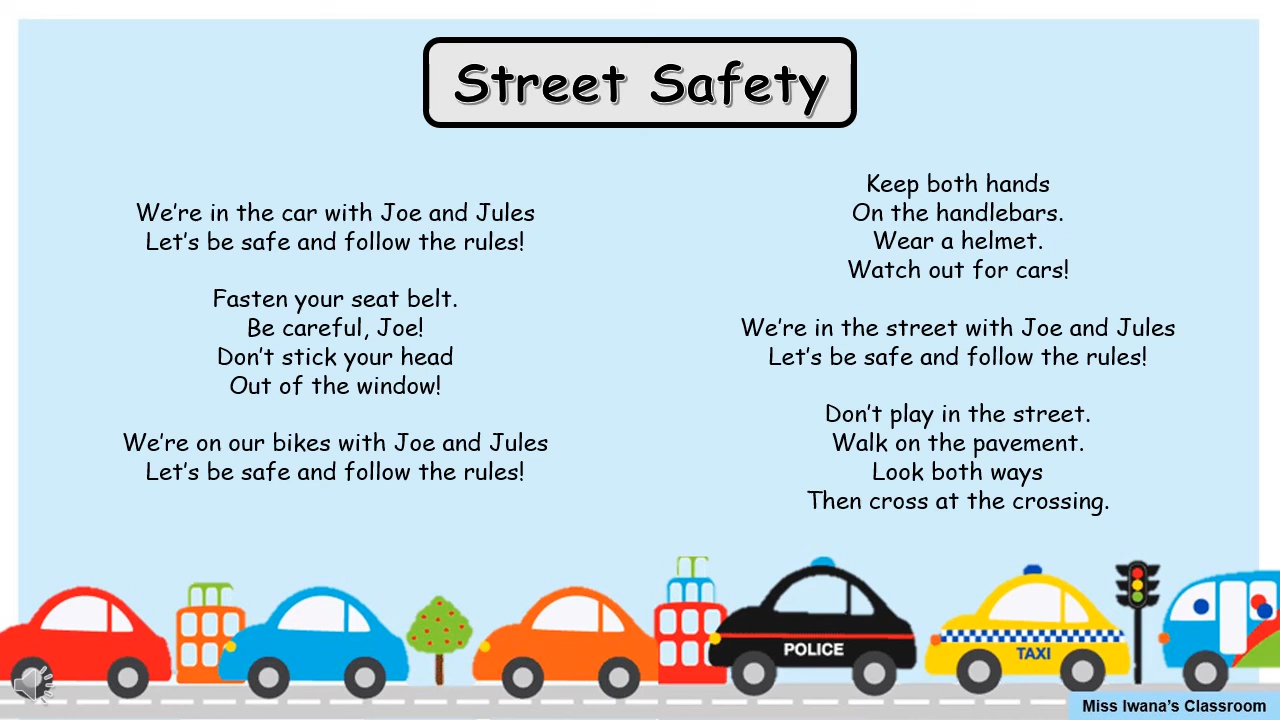 Street Safety
We're in the car with Joe and Jules
Let's be safe and follow the rules!
Fasten your seat belt.
Be careful, Joe!
Don't stick your head
Out of the window!
We're on our bikes with Joe and Jules
Let's be safe and follow the rules!
Keep both hands
On the handlebars.
Wear a helmet.
Watch out for cars!
We're in the street with Joe and Jules
Let's be safe and follow the rules!
Don't play in the street.
Walk on the pavement.
Look both ways
Then cross at the crossing.
POLICE
TAXI
Miss Iwana's Classroom